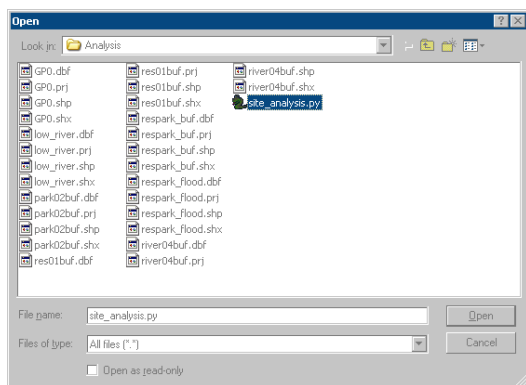 Open
Look in: Analysis
GP0.dbf
GP0.prj
GP0.shp
GP0.shx
low_river.dbf
low_river.prj
low_river.shp
low_river.shx
park02buf.dbf
park02buf.prj
park02buf.shp
park02buf.shx
res01buf.dbf
res01buf.prj
res01buf.shp
res01buf.shx
respark_buf.dbf
respark_buf.prj
respark_buf.shp
respark_buf.shx
respark_flood.dbf
respark_flood.prj
respark_flood.shp
respark_flood.shx
river04buf.dbf
river04buf.prj
river04buf.shp
river04buf.shx
site_analysis.py
File name: site_analysis.py Open
Files of type: All files (*.*) Cancel
Open as read-only